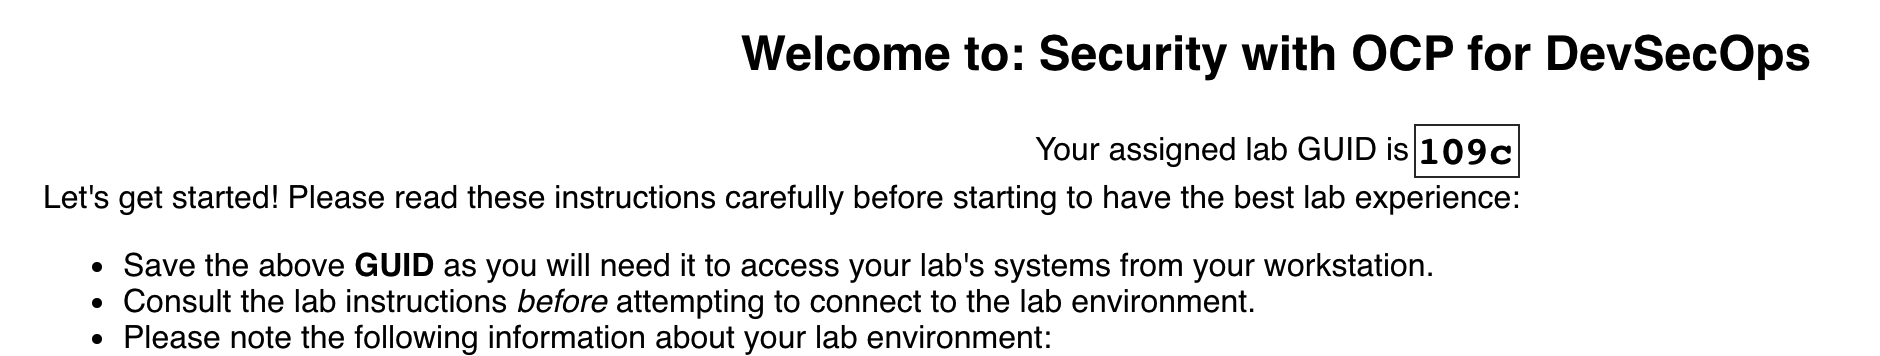 Welcome to: Security with OCP for DevSecOps
Your assigned lab GUID is 109c
Let's get started! Please read these instructions carefully before starting to have the best lab experience:
• Save the above GUID as you will need it to access your lab's systems from your workstation.
• Consult the lab instructions before attempting to connect to the lab environment.
• Please note the following information about your lab environment: